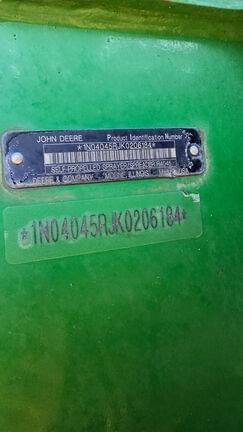 JOHN DEERE Product Identification Number
*1N04045RJK0206184*
SELF-PROPELLED SPRAYER
DEERE & COMPANY MOLINE, ILLINOIS
*1N04045RJK0206184*